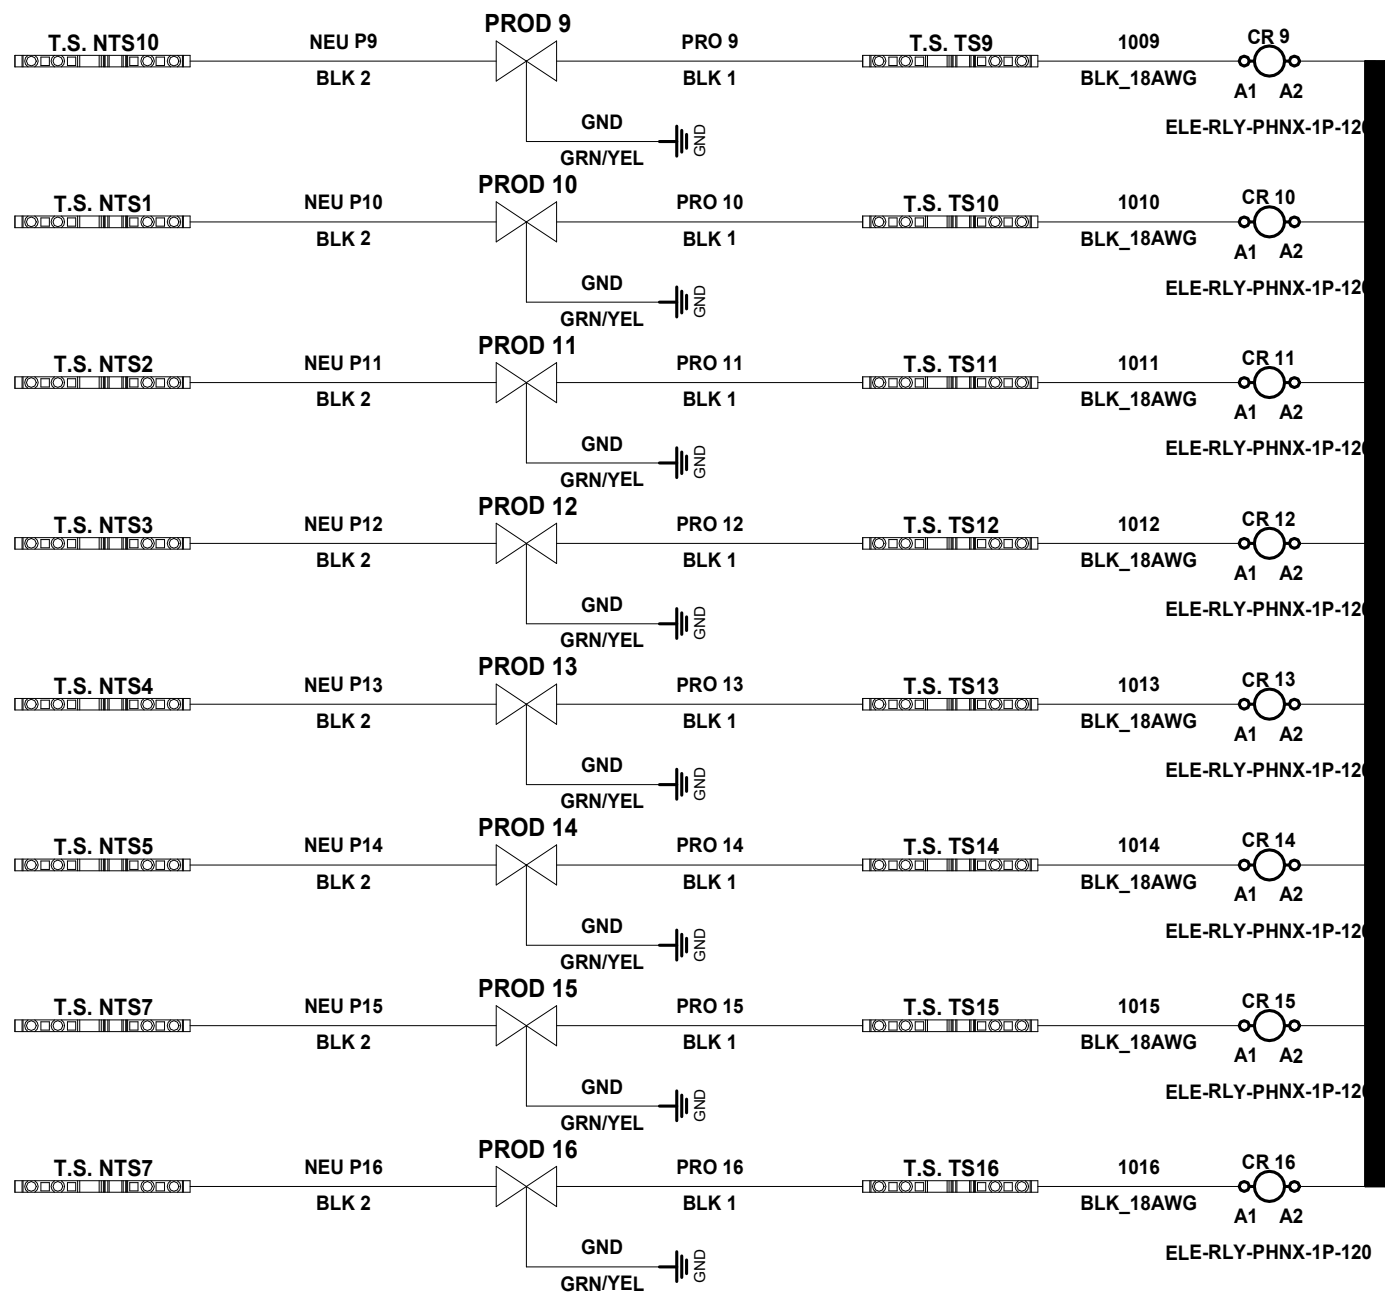 PROD 9
T.S. NTS10 NEU P9 PRO 9 T.S. TS9 1009 CR 9
BLK 2 BLK 1 BLK_18AWG A1 A2
GND GND ELE-RLY-PHNX-1P-120
GRN/YEL
PROD 10
T.S. NTS1 NEU P10 PRO 10 T.S. TS10 1010 CR 10
BLK 2 BLK 1 BLK_18AWG A1 A2
GND GND ELE-RLY-PHNX-1P-120
GRN/YEL
PROD 11
T.S. NTS2 NEU P11 PRO 11 T.S. TS11 1011 CR 11
BLK 2 BLK 1 BLK_18AWG A1 A2
GND GND ELE-RLY-PHNX-1P-120
GRN/YEL
PROD 12
T.S. NTS3 NEU P12 PRO 12 T.S. TS12 1012 CR 12
BLK 2 BLK 1 BLK_18AWG A1 A2
GND GND ELE-RLY-PHNX-1P-120
GRN/YEL
PROD 13
T.S. NTS4 NEU P13 PRO 13 T.S. TS13 1013 CR 13
BLK 2 BLK 1 BLK_18AWG A1 A2
GND GND ELE-RLY-PHNX-1P-120
GRN/YEL
PROD 14
T.S. NTS5 NEU P14 PRO 14 T.S. TS14 1014 CR 14
BLK 2 BLK 1 BLK_18AWG A1 A2
GND GND ELE-RLY-PHNX-1P-120
GRN/YEL
PROD 15
T.S. NTS7 NEU P15 PRO 15 T.S. TS15 1015 CR 15
BLK 2 BLK 1 BLK_18AWG A1 A2
GND GND ELE-RLY-PHNX-1P-120
GRN/YEL
PROD 16
T.S. NTS7 NEU P16 PRO 16 T.S. TS16 1016 CR 16
BLK 2 BLK 1 BLK_18AWG A1 A2
GND GND ELE-RLY-PHNX-1P-120
GRN/YEL